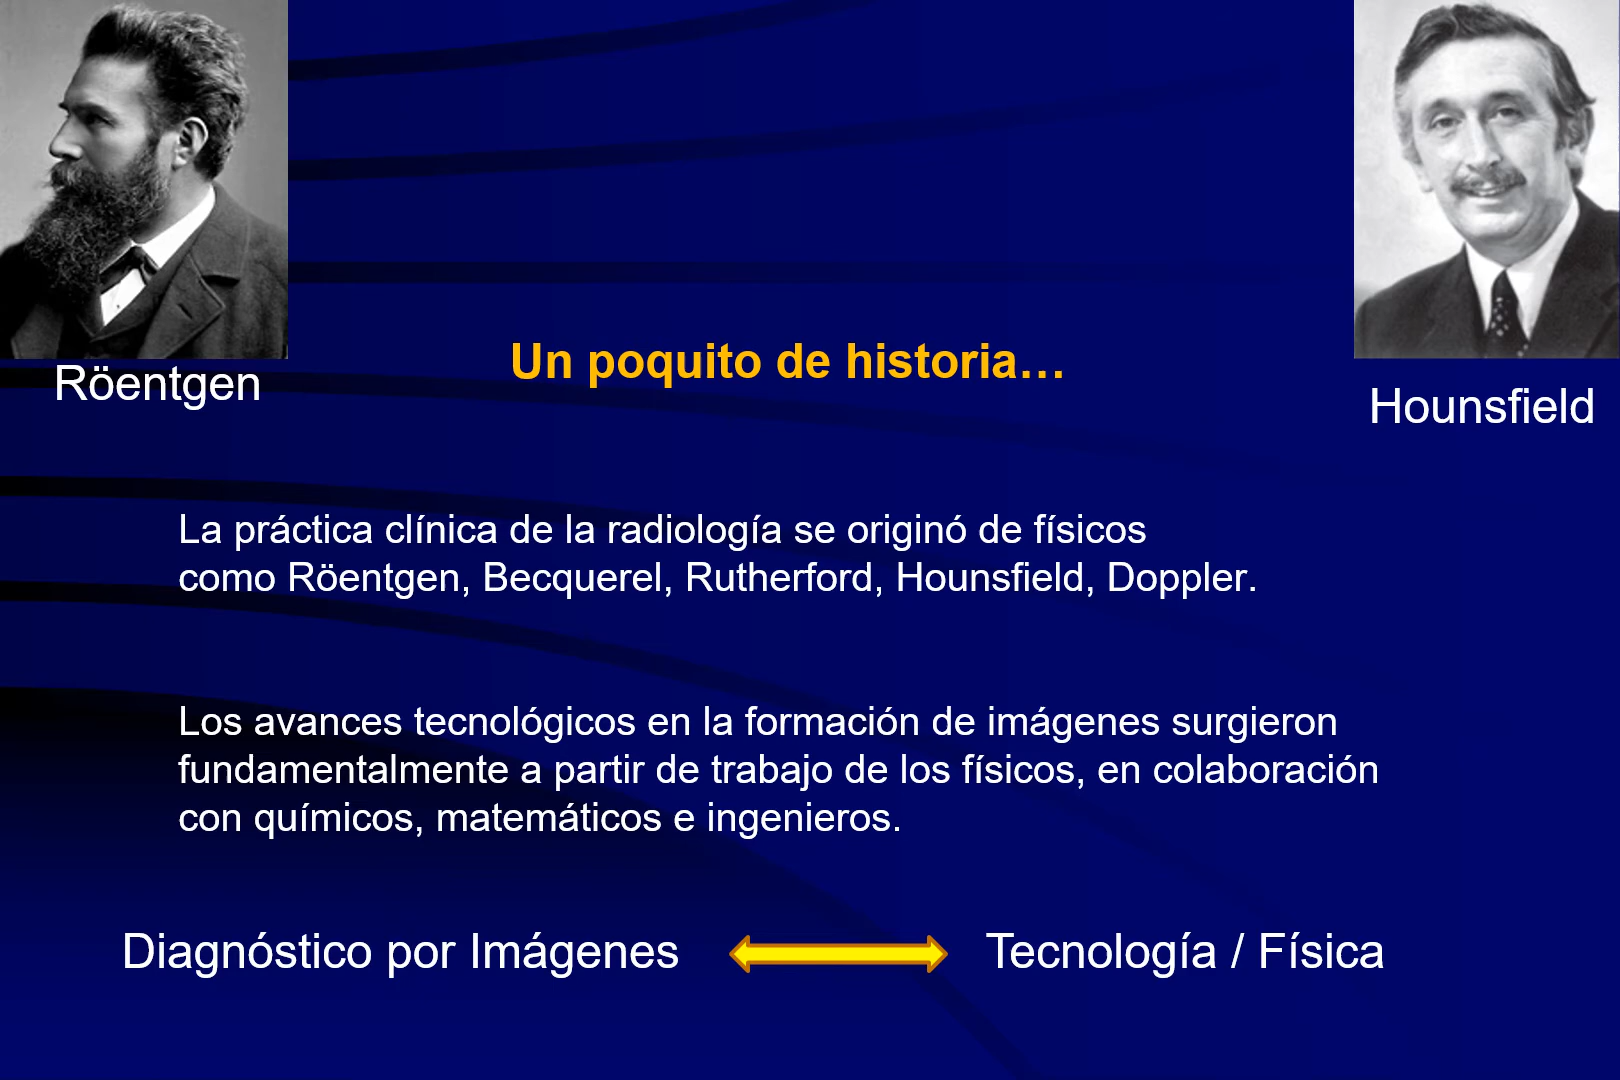 Röentgen
Hounsfield
Un poquito de historia…
La práctica clínica de la radiología se originó de físicos
como Röentgen, Becquerel, Rutherford, Hounsfield, Doppler.
Los avances tecnológicos en la formación de imágenes surgieron
fundamentalmente a partir de trabajo de los físicos, en colaboración
con químicos, matemáticos e ingenieros.
Diagnóstico por Imágenes
Tecnología / Física